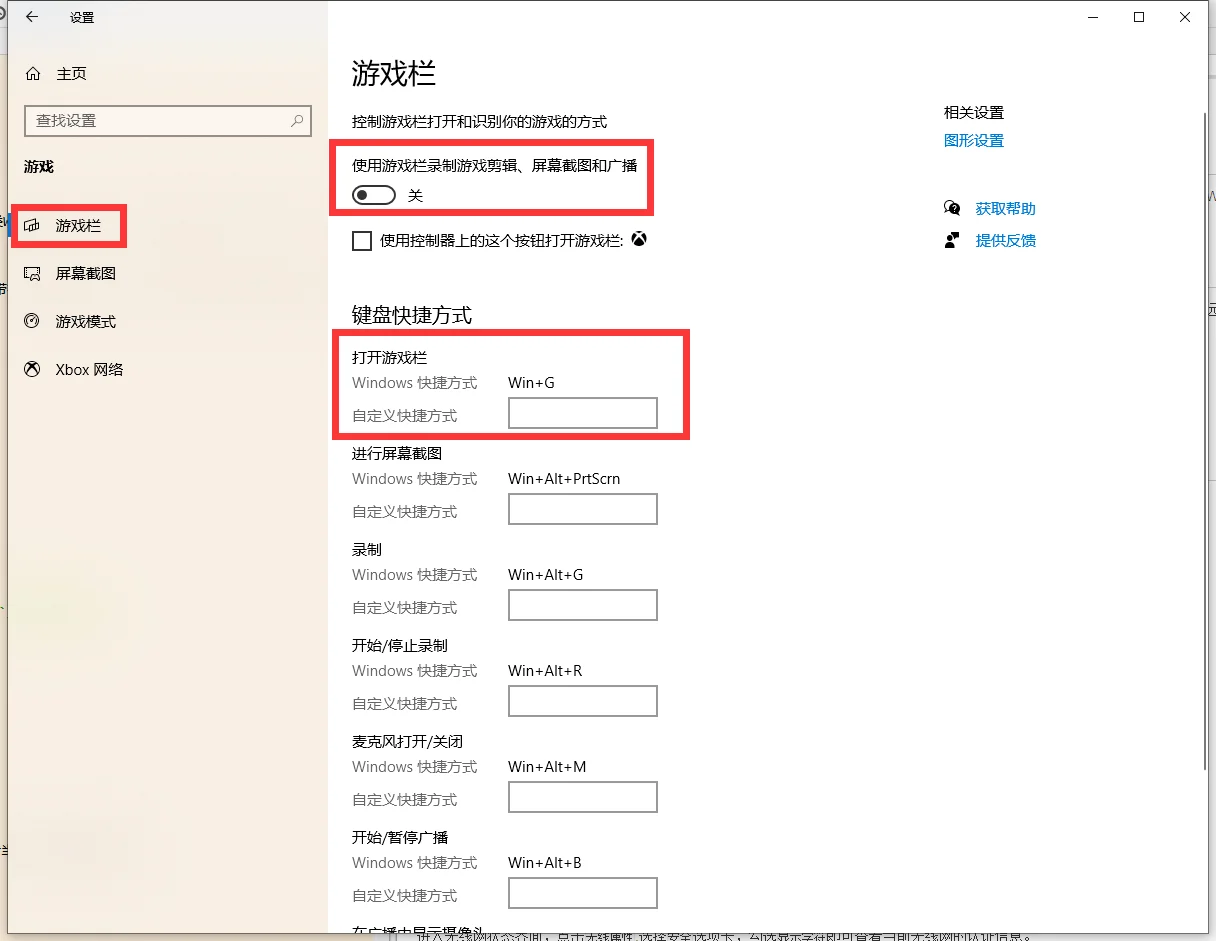 设置
主页
查找设置
游戏
游戏栏
屏幕截图
游戏模式
Xbox 网络
游戏栏
控制游戏栏打开和识别你的游戏的方式
使用游戏栏录制游戏剪辑、屏幕截图和广播
关
使用控制器上的这个按钮打开游戏栏:
键盘快捷方式
打开游戏栏
Windows 快捷方式 Win+G
自定义快捷方式
进行屏幕截图
Windows 快捷方式 Win+Alt+PrtScrn
自定义快捷方式
录制
Windows 快捷方式 Win+Alt+G
自定义快捷方式
开始/停止录制
Windows 快捷方式 Win+Alt+R
自定义快捷方式
麦克风打开/关闭
Windows 快捷方式 Win+Alt+M
自定义快捷方式
开始/暂停广播
Windows 快捷方式 Win+Alt+B
自定义快捷方式
在广播中显示摄像头
相关设置
图形设置
获取帮助
提供反馈